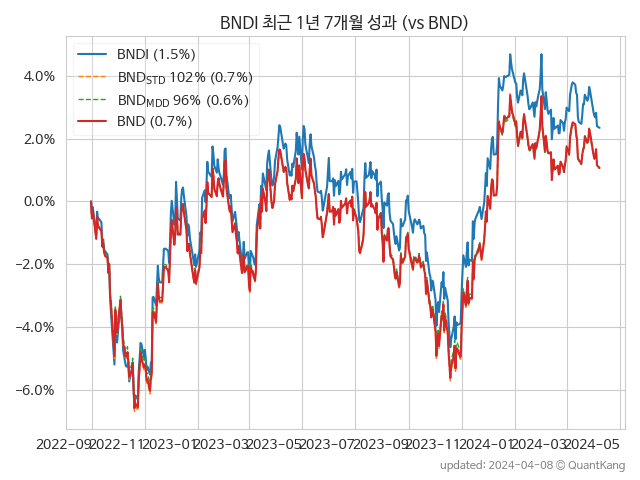 BNDI 최근 1년 7개월 성과 (vs BND)
BNDI (1.5%)
BND_STD 102% (0.7%)
BND_MDD 96% (0.6%)
BND (0.7%)
4.0%
2.0%
0.0%
-2.0%
-4.0%
-6.0%
2022-09 2022-11 2023-01 2023-03 2023-05 2023-07 2023-09 2023-11 2024-01 2024-03 2024-05
updated: 2024-04-08 © QuantKang